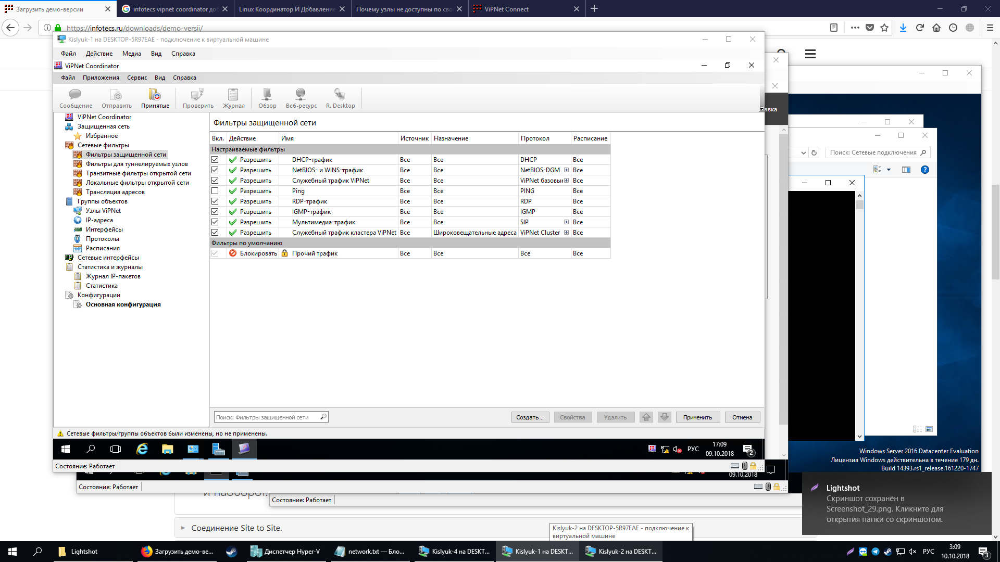 Загрузить демо-версии
infotecs vipnet coordinator доб
Linux Координатор И Добавление
Почему узлы не доступны по сво
ViPNet Connect
https://infotecs.ru/downloads/demo-versii/
Kislyuk-1 на DESKTOP-5R97EAE - подключение к виртуальной машине
Файл Действие Медиа Вид Справка
ViPNet Coordinator
Файл Приложения Сервис Вид Справка
Сообщение Отправить Принятые Проверить Журнал Обзор Веб-ресурс R. Desktop
авка
ViPNet Coordinator
Защищенная сеть
Избранное
Сетевые фильтры
Фильтры защищенной сети
Фильтры для туннелируемых узлов
Транзитные фильтры открытой сети
Локальные фильтры открытой сети
Трансляция адресов
Группы объектов
Узлы ViPNet
IP-адреса
Интерфейсы
Протоколы
Расписания
Сетевые интерфейсы
Статистика и журналы
Журнал IP-пакетов
Статистика
Конфигурации
Основная конфигурация
Фильтры защищенной сети
Вкл. Действие Имя Источник Назначение Протокол Расписание
Настраиваемые фильтры
Разрешить DHCP-трафик Все Все DHCP Все
Разрешить NetBIOS- и WINS-трафик Все Все NetBIOS-DGM Все
Разрешить Служебный трафик ViPNet Все Все ViPNet базовые Все
Разрешить Ping Все Все PING Все
Разрешить RDP-трафик Все Все RDP Все
Разрешить IGMP-трафик Все Все IGMP Все
Разрешить Мультимедиа-трафик Все Все SIP Все
Разрешить Служебный трафик кластера ViPNet Все Широковещательные адреса ViPNet Cluster Все
Фильтры по умолчанию
Блокировать Прочий трафик Все Все Все Все
Поиск: Фильтры защищенной сети
Создать... Свойства Удалить Применить Отмена
Сетевые фильтры/группы объектов были изменены, но не применены.
РУС
17:09
09.10.2018
2
Состояние: Работает
09.10.2018
Состояние: Работает
и наоборот.
Состояние: Работает
Поиск: Сетевые подключения
Windows Server 2016 Datacenter Evaluation
Лицензия Windows действительна в течение 179 дн.
Build 14393.rs1_release.161220-1747
Lightshot
Скриншот сохранён в
Screenshot_29.png. Кликните для
открытия папки со скриншотом.
Соединение Site to Site.
Kislyuk-2 на DESKTOP-5R97EAE - подключение к
виртуальной машине
Lightshot
Загрузить демо-ве...
Диспетчер Hyper-V
network.txt — Бло...
Kislyuk-4 на DESKT...
Kislyuk-1 на DESKT...
Kislyuk-2 на DESKT...
РУС
3:09
10.10.2018
3